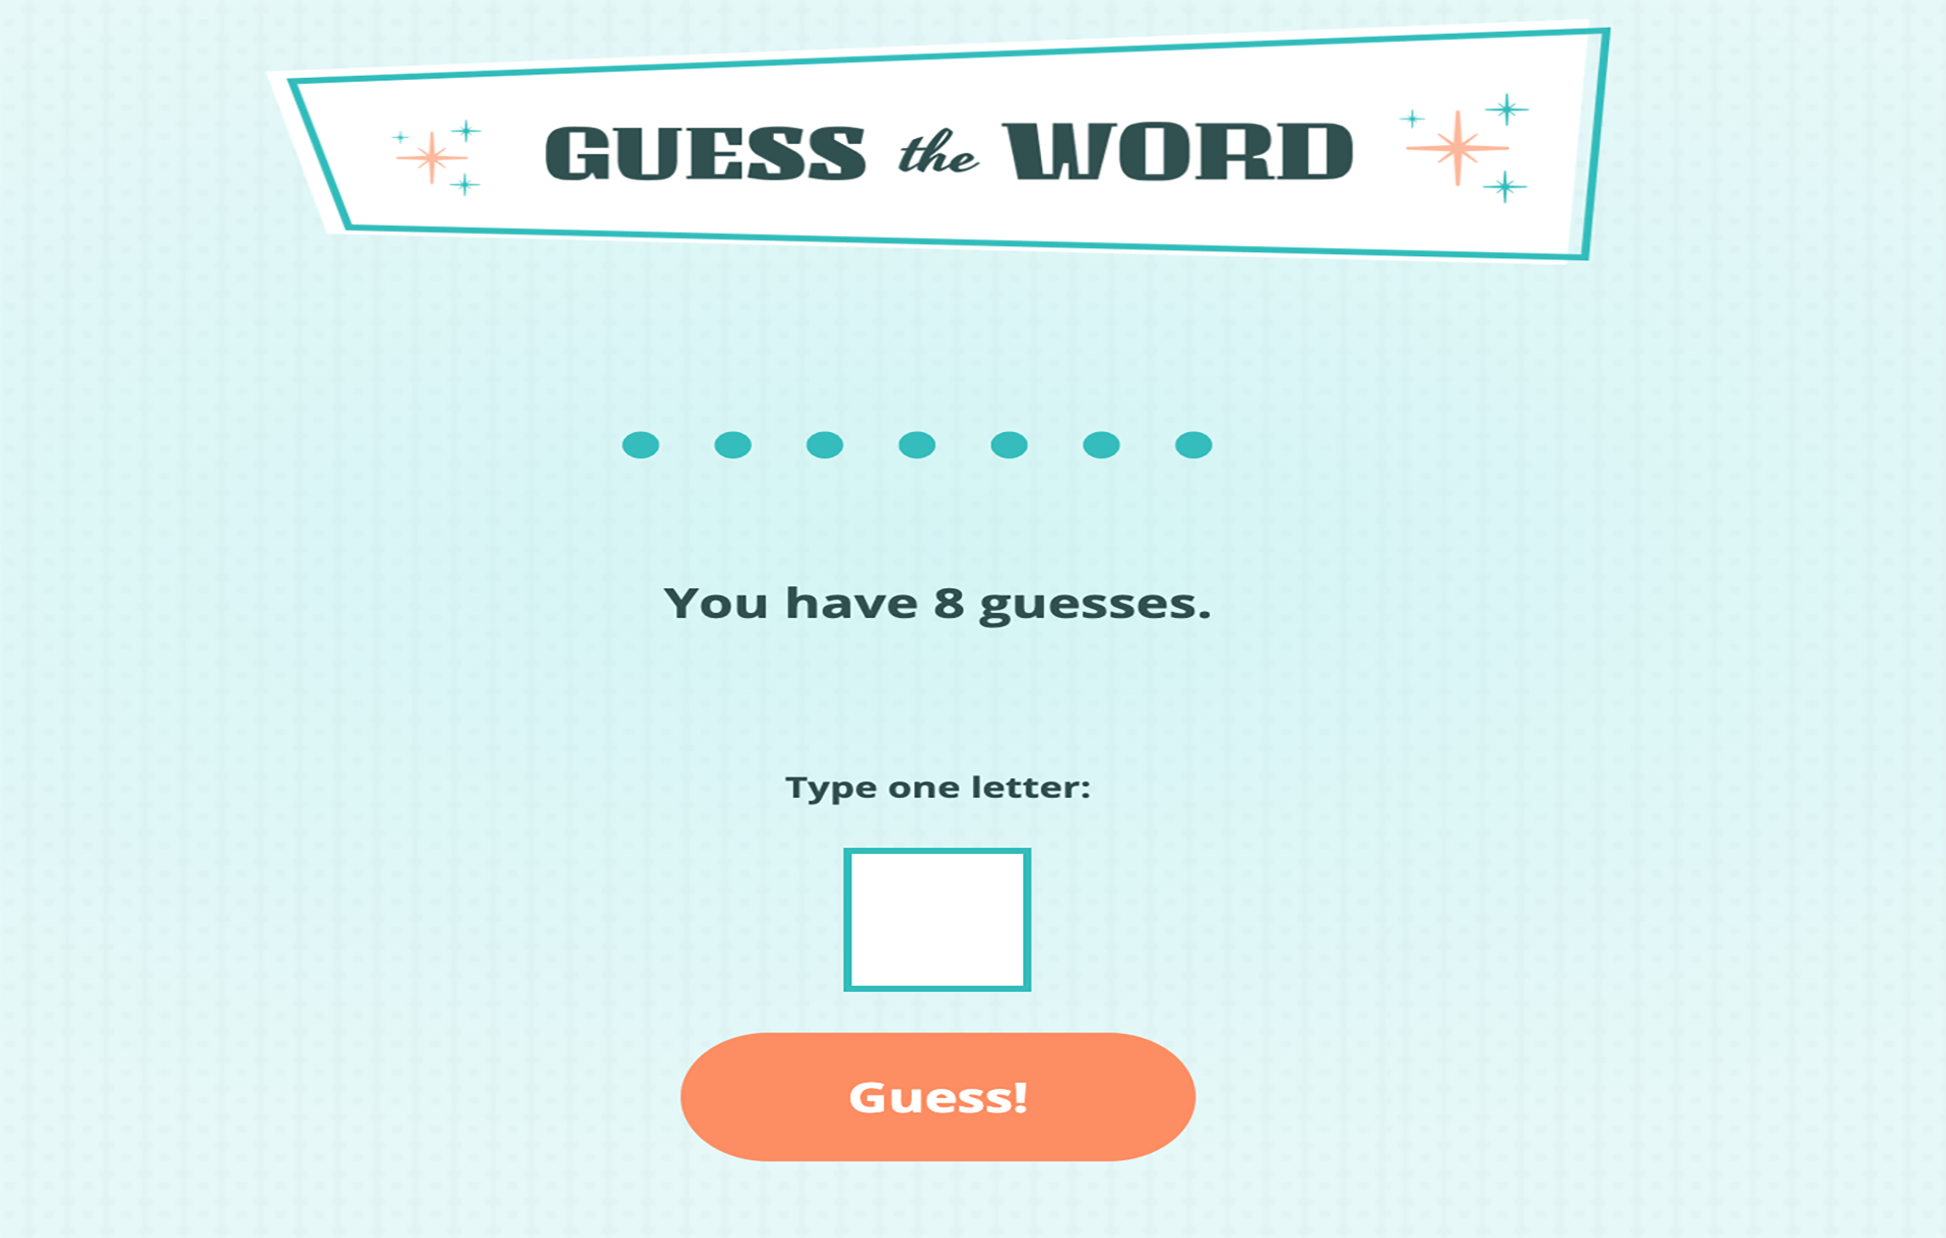 GUESS the WORD
● ● ● ● ● ● ●
You have 8 guesses.
Type one letter:
Guess!